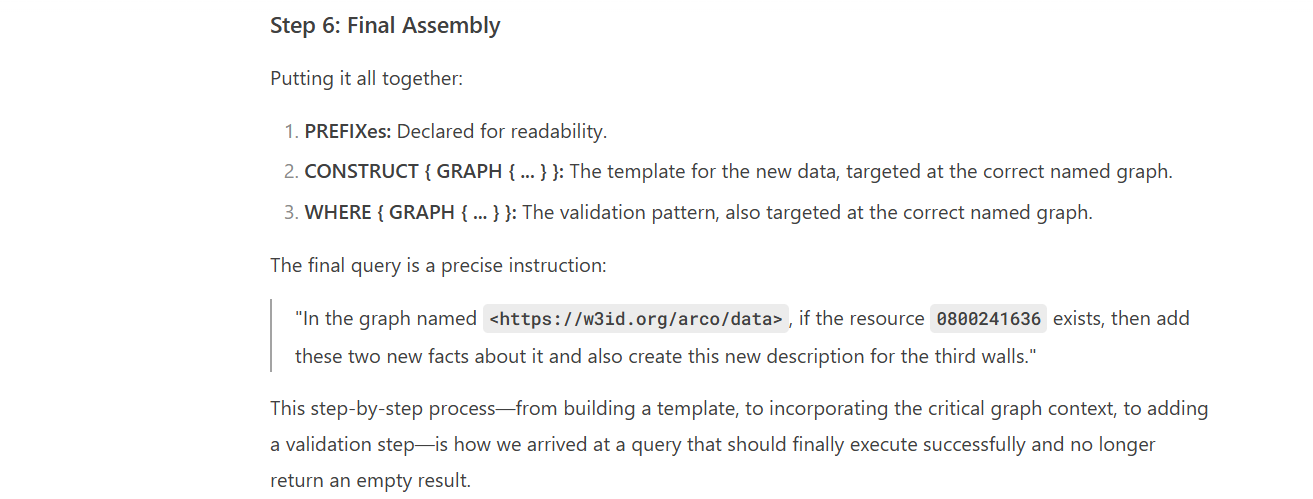 Step 6: Final Assembly
Putting it all together:
1. PREFIXes: Declared for readability.
2. CONSTRUCT { GRAPH { ... } }: The template for the new data, targeted at the correct named graph.
3. WHERE { GRAPH { ... } }: The validation pattern, also targeted at the correct named graph.
The final query is a precise instruction:
"In the graph named <https://w3id.org/arco/data>, if the resource 0800241636 exists, then add
these two new facts about it and also create this new description for the third walls."
This step-by-step process—from building a template, to incorporating the critical graph context, to adding
a validation step—is how we arrived at a query that should finally execute successfully and no longer
return an empty result.